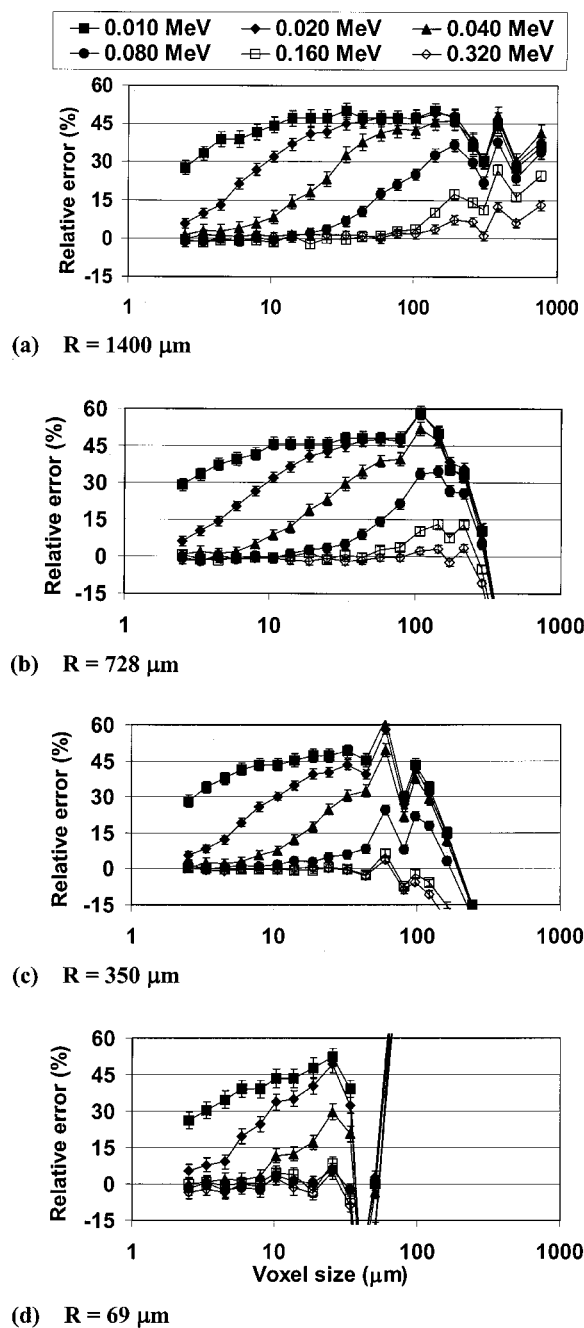 0.010 MeV 0.020 MeV 0.040 MeV
0.080 MeV 0.160 MeV 0.320 MeV
Relative error (%)
60
45
30
15
0
-15
1 10 100 1000
(a) R = 1400 μm
Relative error (%)
60
45
30
15
0
-15
1 10 100 1000
(b) R = 728 μm
Relative error (%)
60
45
30
15
0
-15
1 10 100 1000
(c) R = 350 μm
Relative error (%)
60
45
30
15
0
-15
1 10 100 1000
Voxel size (μm)
(d) R = 69 μm